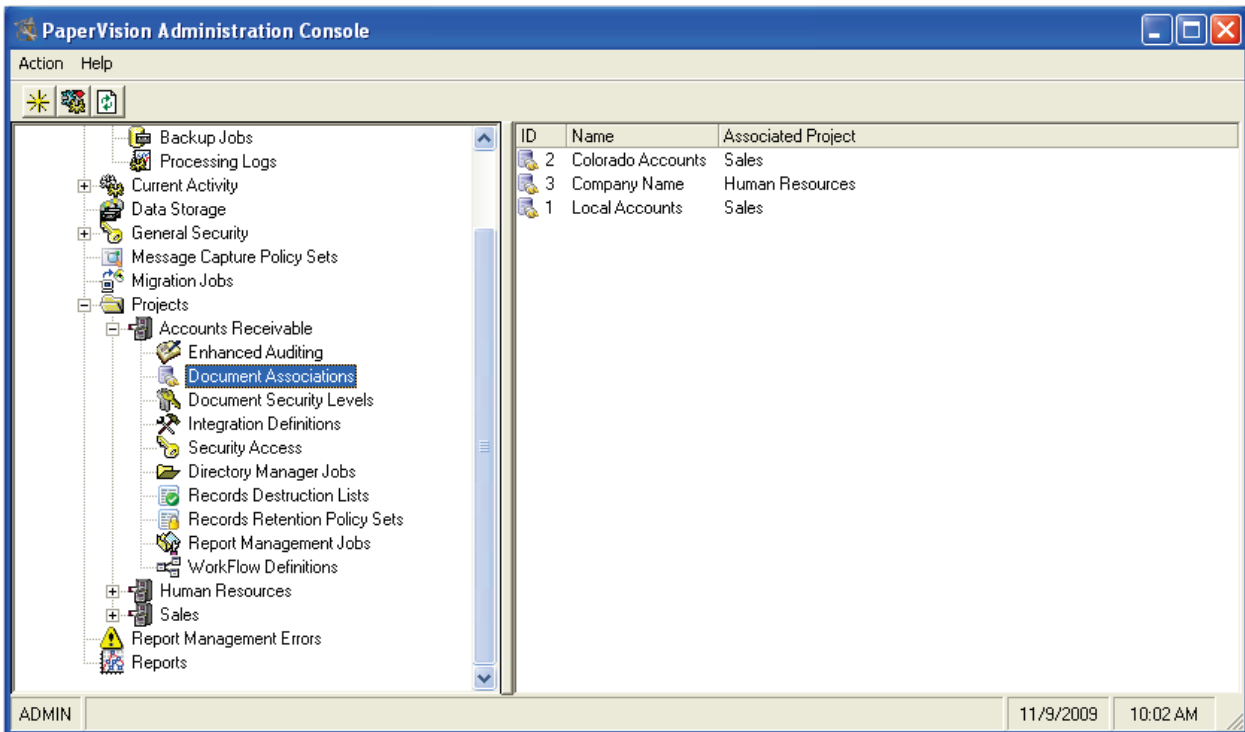 PaperVision Administration Console
Action Help
Backup Jobs
Processing Logs
Current Activity
Data Storage
General Security
Message Capture Policy Sets
Migration Jobs
Projects
Accounts Receivable
Enhanced Auditing
Document Associations
Document Security Levels
Integration Definitions
Security Access
Directory Manager Jobs
Records Destruction Lists
Records Retention Policy Sets
Report Management Jobs
WorkFlow Definitions
Human Resources
Sales
Report Management Errors
Reports
ID Name Associated Project
2 Colorado Accounts Sales
3 Company Name Human Resources
1 Local Accounts Sales
ADMIN 11/9/2009 10:02 AM